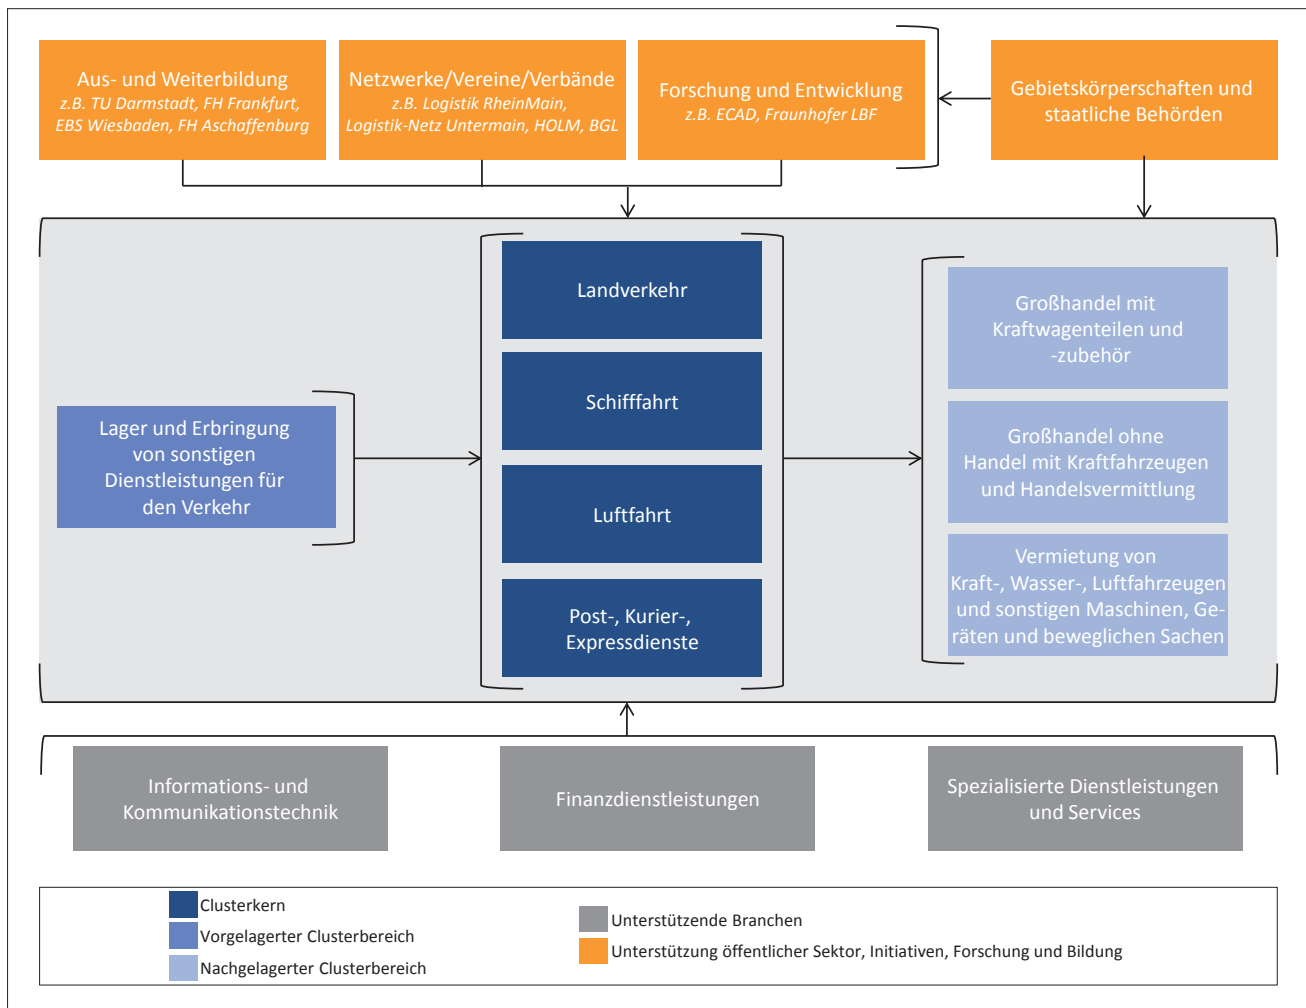 Aus- und Weiterbildung
z.B. TU Darmstadt, FH Frankfurt,
EBS Wiesbaden, FH Aschaffenburg
Netzwerke/Vereine/Verbände
z.B. Logistik RheinMain,
Logistik-Netz Untermain, HOLM, BGL
Forschung und Entwicklung
z.B. ECAD, Fraunhofer LBF
Gebietskörperschaften und
staatliche Behörden
Lager und Erbringung
von sonstigen
Dienstleistungen für
den Verkehr
Landverkehr
Schifffahrt
Luftfahrt
Post-, Kurier-,
Expressdienste
Großhandel mit
Kraftwagenteilen und
-zubehör
Großhandel ohne
Handel mit Kraftfahrzeugen
und Handelsvermittlung
Vermietung von
Kraft-, Wasser-, Luftfahrzeugen
und sonstigen Maschinen, Ge-
räten und beweglichen Sachen
Informations- und
Kommunikationstechnik
Finanzdienstleistungen
Spezialisierte Dienstleistungen
und Services
Clusterkern
Vorgelagerter Clusterbereich
Nachgelagerter Clusterbereich
Unterstützende Branchen
Unterstützung öffentlicher Sektor, Initiativen, Forschung und Bildung